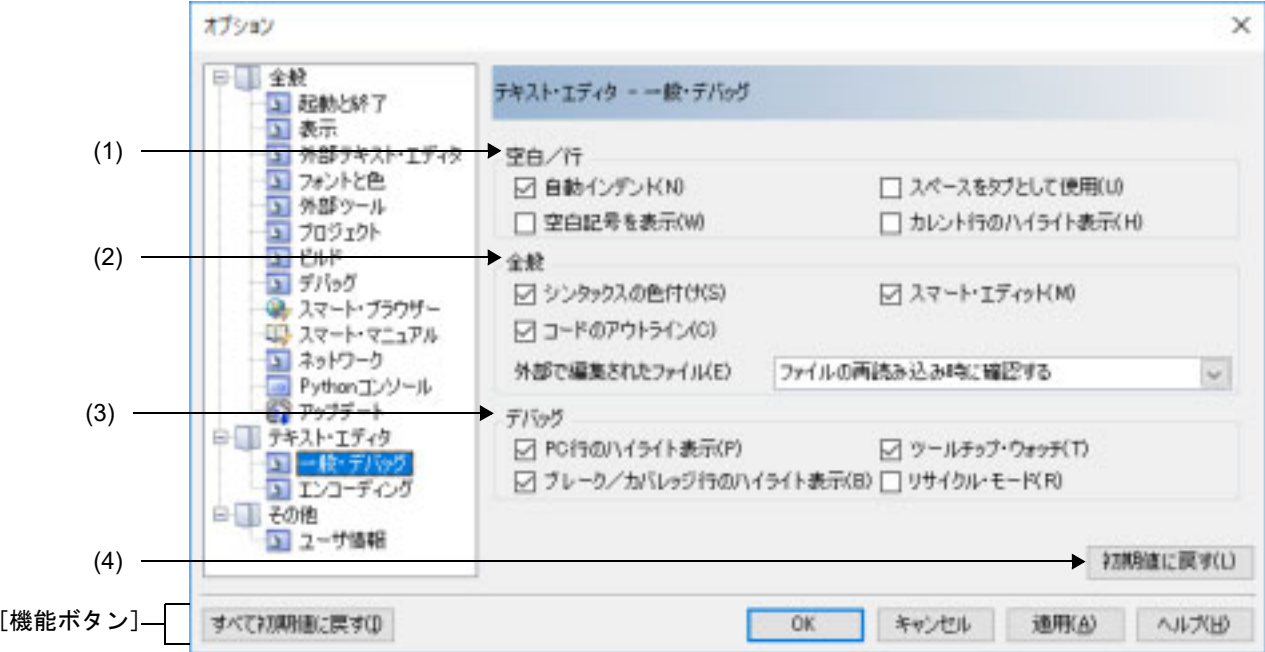 オプション
全般
起動と終了
表示
外部テキスト・エディタ
フォントと色
外部ツール
プロジェクト
ビルド
デバッグ
スマート・ブラウザー
スマート・マニュアル
ネットワーク
Pythonコンソール
アップデート
テキスト・エディタ
一般・デバッグ
エンコーディング
その他
ユーザ情報
テキスト・エディタ - 一般・デバッグ
(1)
空白／行
自動インデント(N) スペースをタブとして使用(U)
空白記号を表示(W) カレント行のハイライト表示(H)
(2)
全般
シンタックスの色付け(S) スマート・エディット(M)
コードのアウトライン(C)
外部で編集されたファイル(E) ファイルの再読み込み時に確認する
(3)
デバッグ
PC行のハイライト表示(P) ツールチップ・ウォッチ(T)
ブレーク／カバレッジ行のハイライト表示(B) リサイクル・モード(R)
(4) 初期値に戻す(L)
[機能ボタン] すべて初期値に戻す(I) OK キャンセル 適用(A) ヘルプ(H)